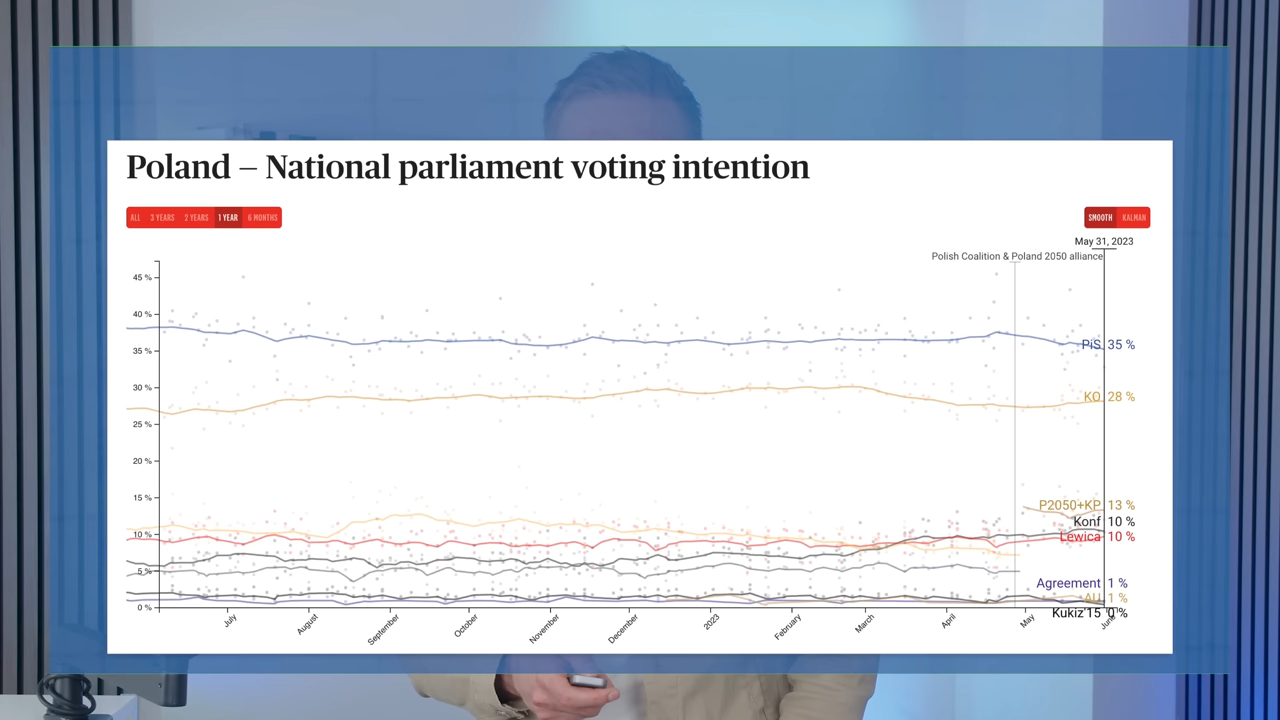 Poland – National parliament voting intention
ALL 3 YEARS 2 YEARS 1 YEAR 6 MONTHS
SMOOTH KALMAN
May 31, 2023
Polish Coalition & Poland 2050 alliance
45 %
40 %
35 %
30 %
25 %
20 %
15 %
10 %
5 %
0 %
PiS 35 %
KO 28 %
P2050+KP 13 %
Konf 10 %
Lewica 10 %
Agreement 1 %
AU 1 %
Kukiz'15 0 %
July
August
September
October
November
December
2023
February
March
April
May
June